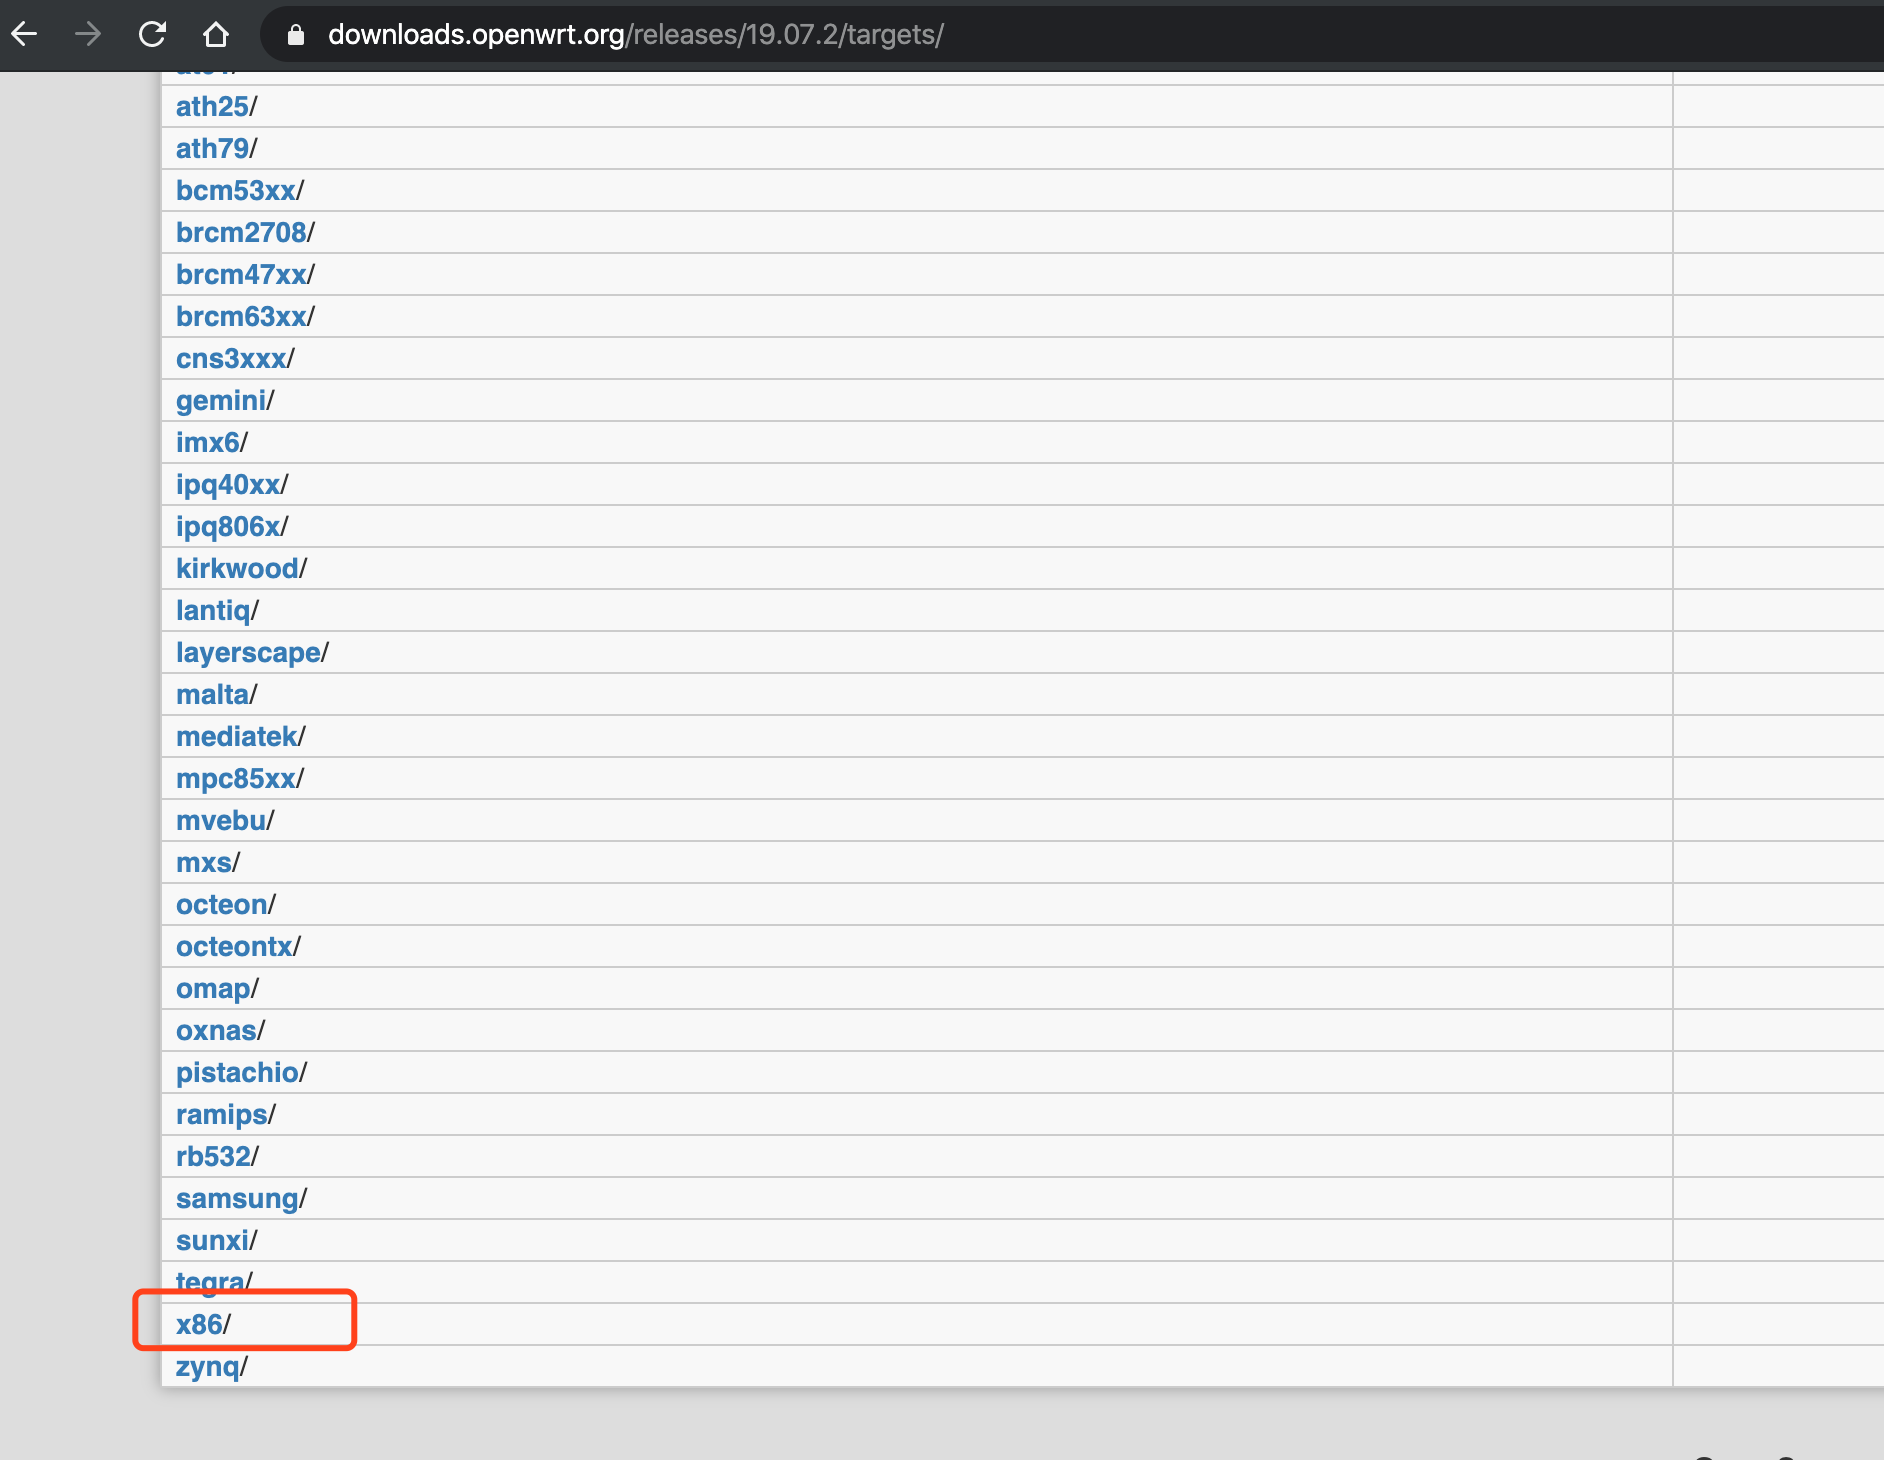 downloads.openwrt.org/releases/19.07.2/targets/
ath25/
ath79/
bcm53xx/
brcm2708/
brcm47xx/
brcm63xx/
cns3xxx/
gemini/
imx6/
ipq40xx/
ipq806x/
kirkwood/
lantiq/
layerscape/
malta/
mediatek/
mpc85xx/
mvebu/
mxs/
octeon/
octeontx/
omap/
oxnas/
pistachio/
ramips/
rb532/
samsung/
sunxi/
tegra/
x86/
zynq/